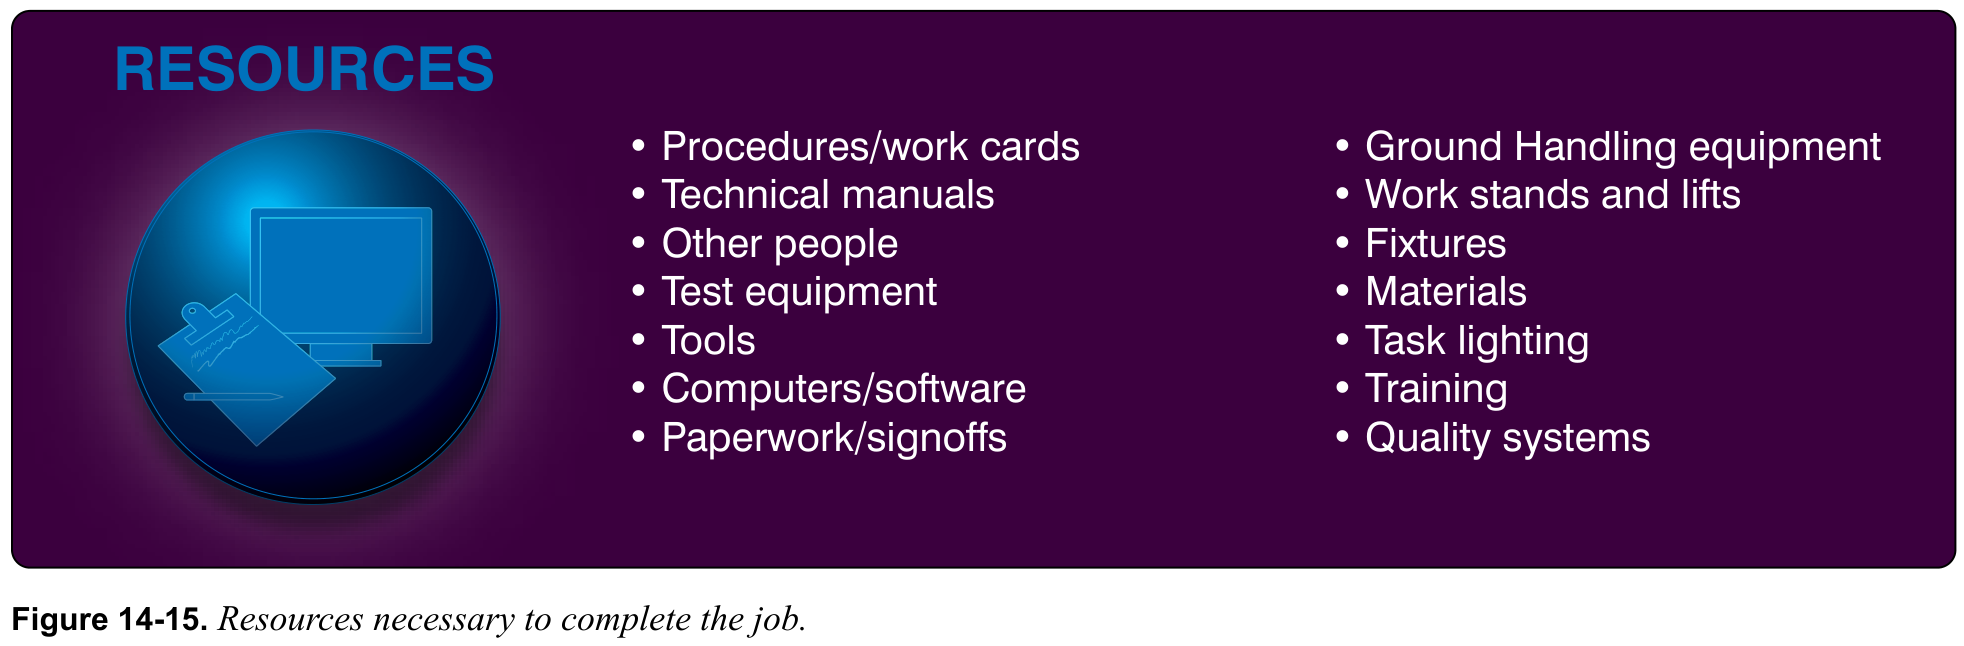 RESOURCES
• Procedures/work cards
• Technical manuals
• Other people
• Test equipment
• Tools
• Computers/software
• Paperwork/signoffs
• Ground Handling equipment
• Work stands and lifts
• Fixtures
• Materials
• Task lighting
• Training
• Quality systems
Figure 14-15. Resources necessary to complete the job.